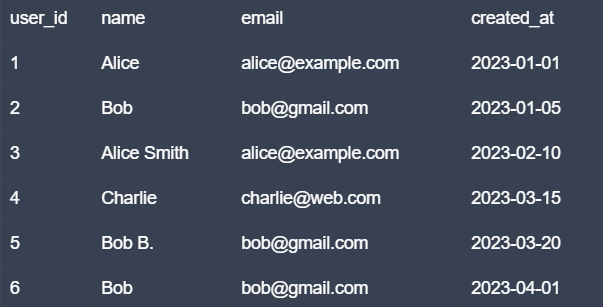 user_id name email created_at
1 Alice alice@example.com 2023-01-01
2 Bob bob@gmail.com 2023-01-05
3 Alice Smith alice@example.com 2023-02-10
4 Charlie charlie@web.com 2023-03-15
5 Bob B. bob@gmail.com 2023-03-20
6 Bob bob@gmail.com 2023-04-01